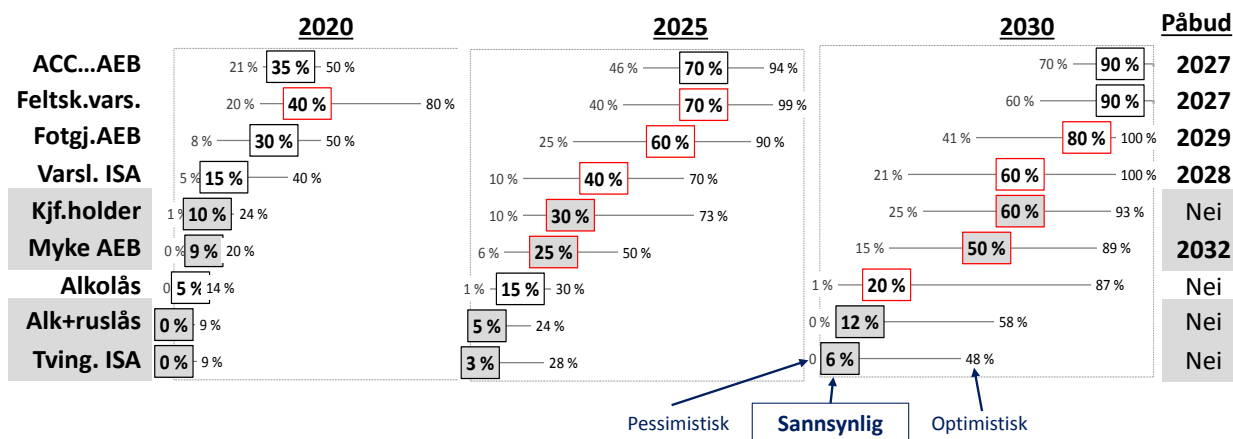 2020 2025 2030 Påbud
ACC...AEB 21 % 35 % 50 % 46 % 70 % 94 % 70 % 90 % 2027
Feltsk.vars. 20 % 40 % 80 % 40 % 70 % 99 % 60 % 90 % 2027
Fotgj.AEB 8 % 30 % 50 % 25 % 60 % 90 % 41 % 80 % 100 % 2029
Varsl. ISA 5 % 15 % 40 % 10 % 40 % 70 % 21 % 60 % 100 % 2028
Kjf.holder 1 % 10 % 24 % 10 % 30 % 73 % 25 % 60 % 93 % Nei
Myke AEB 0 % 9 % 20 % 6 % 25 % 50 % 15 % 50 % 89 % 2032
Alkolås 0 5 % 14 % 1 % 15 % 30 % 1 % 20 % 87 % Nei
Alk+ruslås 0 % 9 % 5 % 24 % 0 % 12 % 58 % Nei
Tving. ISA 0 % 9 % 3 % 28 % 0 6 % 48 % Nei
Pessimistisk Sannsynlig Optimistisk